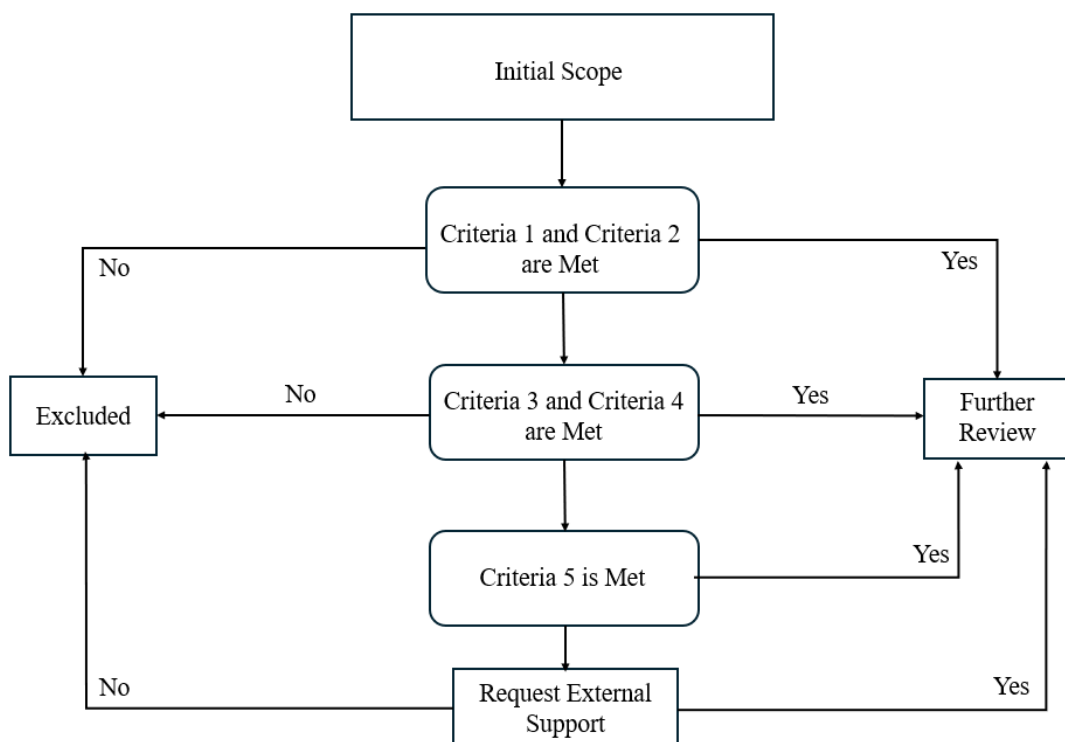 Initial Scope
Criteria 1 and Criteria 2
are Met
No
Yes
Excluded
No
Criteria 3 and Criteria 4
are Met
Yes
Further
Review
Criteria 5 is Met
Yes
No
Request External
Support
Yes